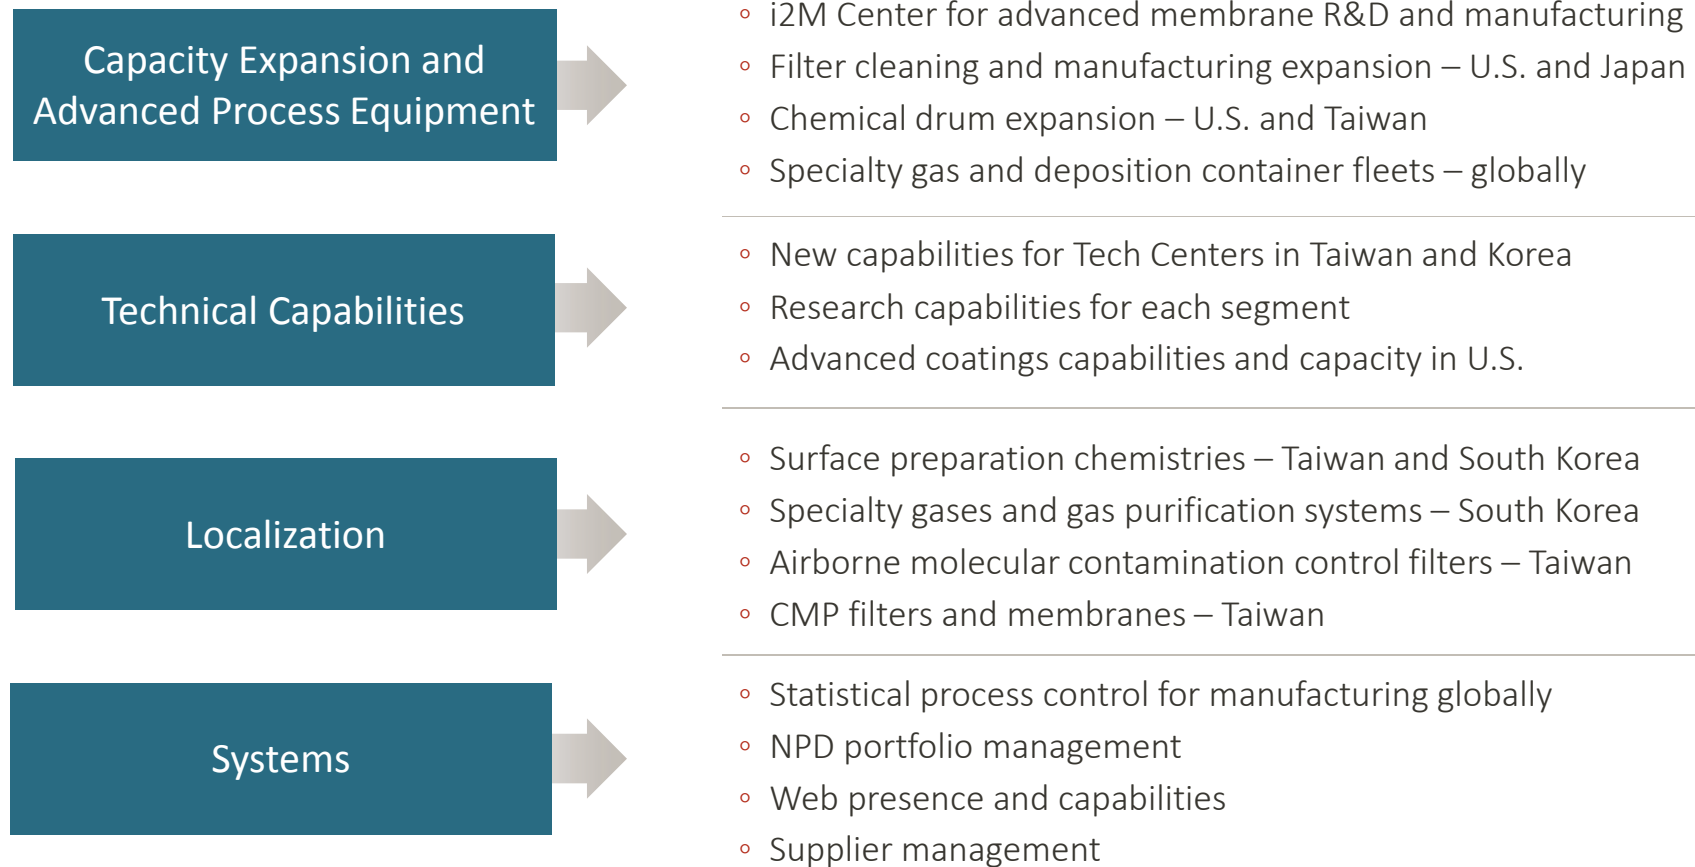 Capacity Expansion and
Advanced Process Equipment
◦ i2M Center for advanced membrane R&D and manufacturing
◦ Filter cleaning and manufacturing expansion – U.S. and Japan
◦ Chemical drum expansion – U.S. and Taiwan
◦ Specialty gas and deposition container fleets – globally
Technical Capabilities
◦ New capabilities for Tech Centers in Taiwan and Korea
◦ Research capabilities for each segment
◦ Advanced coatings capabilities and capacity in U.S.
Localization
◦ Surface preparation chemistries – Taiwan and South Korea
◦ Specialty gases and gas purification systems – South Korea
◦ Airborne molecular contamination control filters – Taiwan
◦ CMP filters and membranes – Taiwan
Systems
◦ Statistical process control for manufacturing globally
◦ NPD portfolio management
◦ Web presence and capabilities
◦ Supplier management